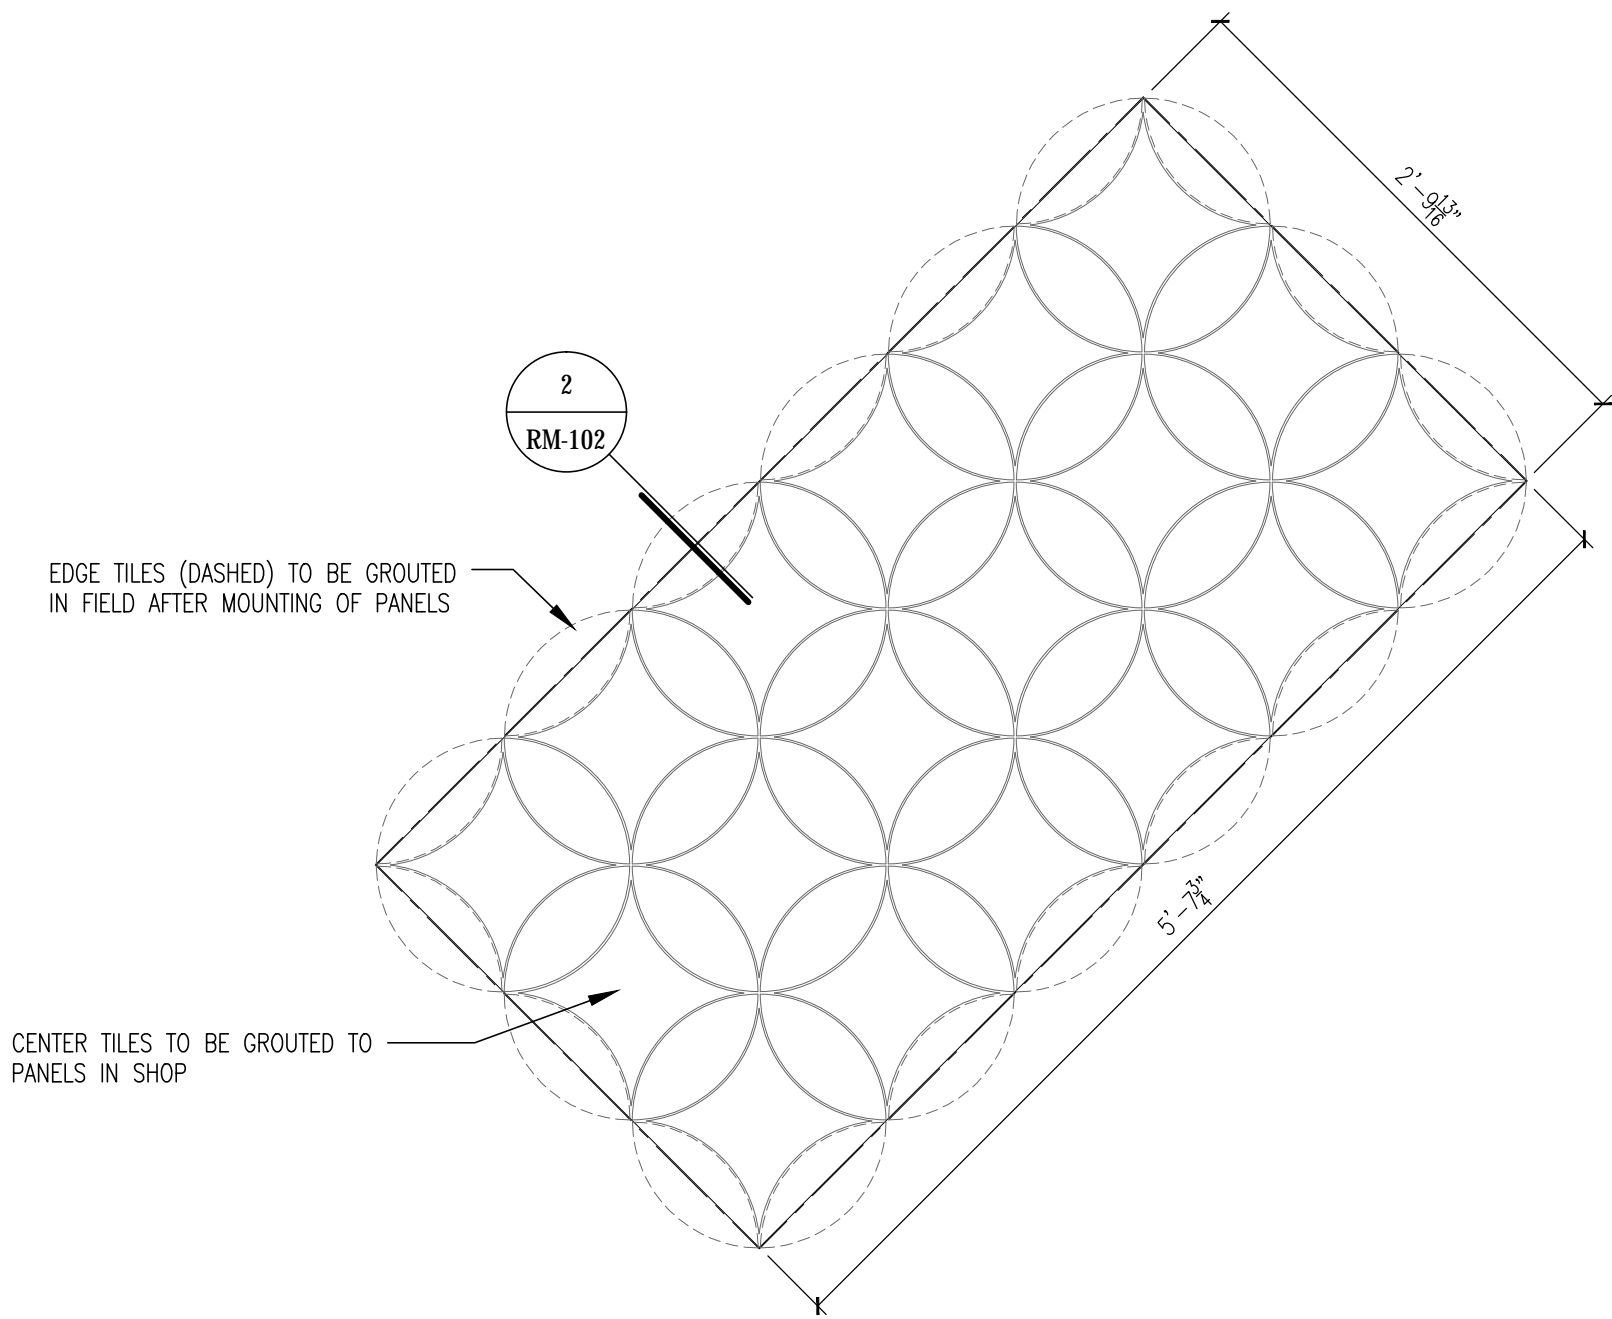 2'-9 13/16"
2
RM-102
EDGE TILES (DASHED) TO BE GROUTED
IN FIELD AFTER MOUNTING OF PANELS
5'-7 3/4"
CENTER TILES TO BE GROUTED TO
PANELS IN SHOP